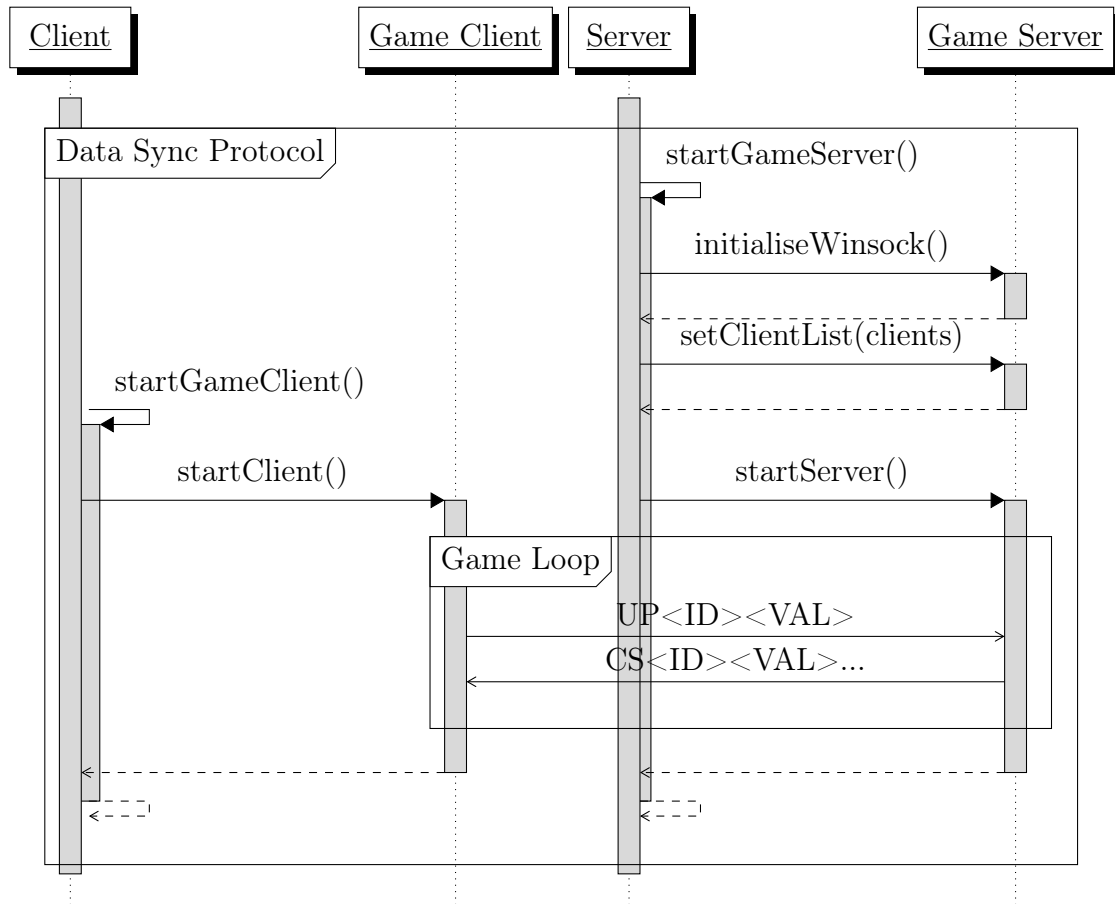 Client
Game Client
Server
Game Server
Data Sync Protocol
startGameServer()
initialiseWinsock()
setClientList(clients)
startGameClient()
startClient()
startServer()
Game Loop
UP<ID><VAL>
CS<ID><VAL>...